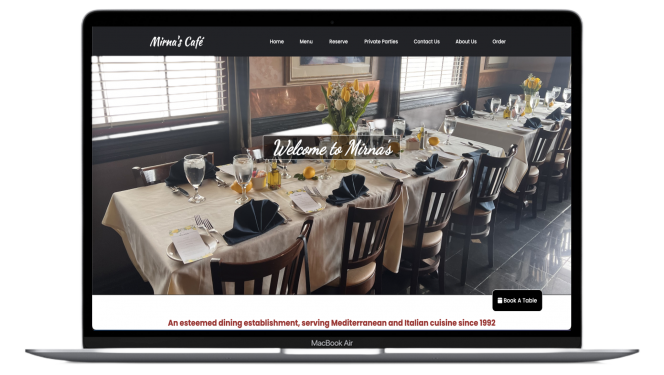 Mirna's Café
Home Menu Reserve Private Parties Contact Us About Us Order
Welcome to Mirna's
Book A Table
An esteemed dining establishment, serving Mediterranean and Italian cuisine since 1992
MacBook Air